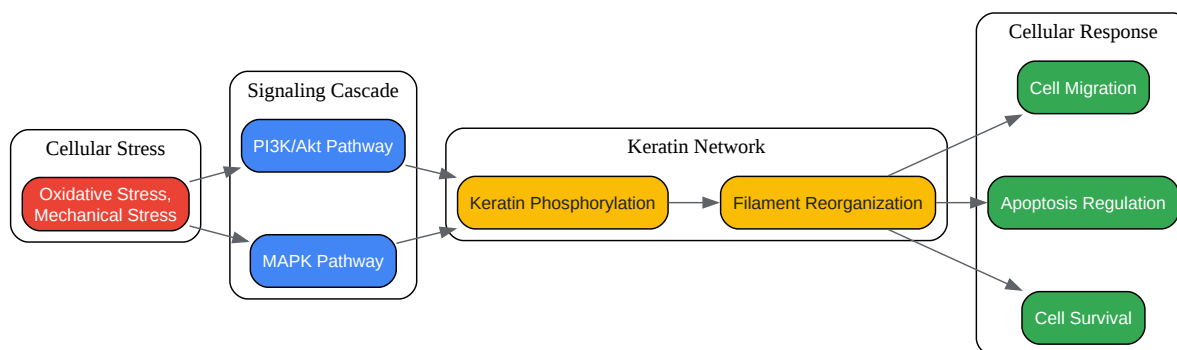 Cellular Stress
Oxidative Stress,
Mechanical Stress
Signaling Cascade
PI3K/Akt Pathway
MAPK Pathway
Keratin Network
Keratin Phosphorylation
Filament Reorganization
Cellular Response
Cell Migration
Apoptosis Regulation
Cell Survival